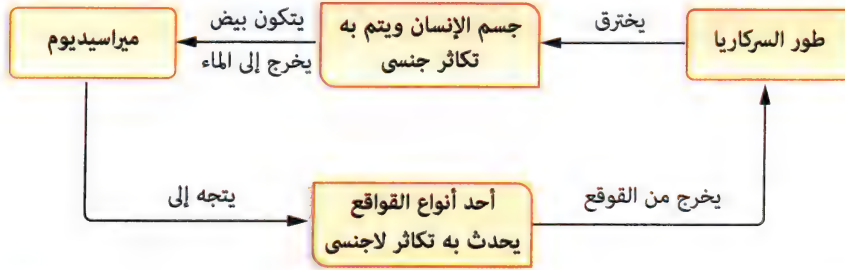 طور السركاريا
يخترق
جسم الإنسان ويتم به
تكاثر جنسى
يتكون بيض
يخرج إلى الماء
ميراسيديوم
يتجه إلى
أحد أنواع القواقع
يحدث به تكاثر لاجنسى
يخرج من القوقع